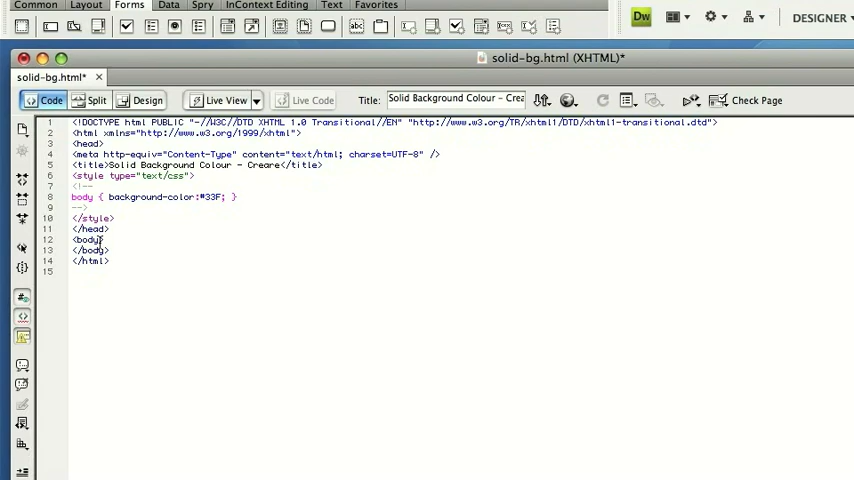 Common Layout Forms Data Spry InContext Editing Text Favorites
Dw DESIGNER
solid-bg.html (XHTML)*
solid-bg.html*
Code Split Design Live View Live Code Title: Solid Background Colour - Crea Check Page
1 <!DOCTYPE html PUBLIC "-//W3C//DTD XHTML 1.0 Transitional//EN" "http://www.w3.org/TR/xhtml1/DTD/xhtml1-transitional.dtd">
2 <html xmlns="http://www.w3.org/1999/xhtml">
3 <head>
4 <meta http-equiv="Content-Type" content="text/html; charset=UTF-8" />
5 <title>Solid Background Colour - Creare</title>
6 <style type="text/css">
7 <!--
8 body { background-color:#33F; }
9 -->
10 </style>
11 </head>
12 <body>
13 </body>
14 </html>
15